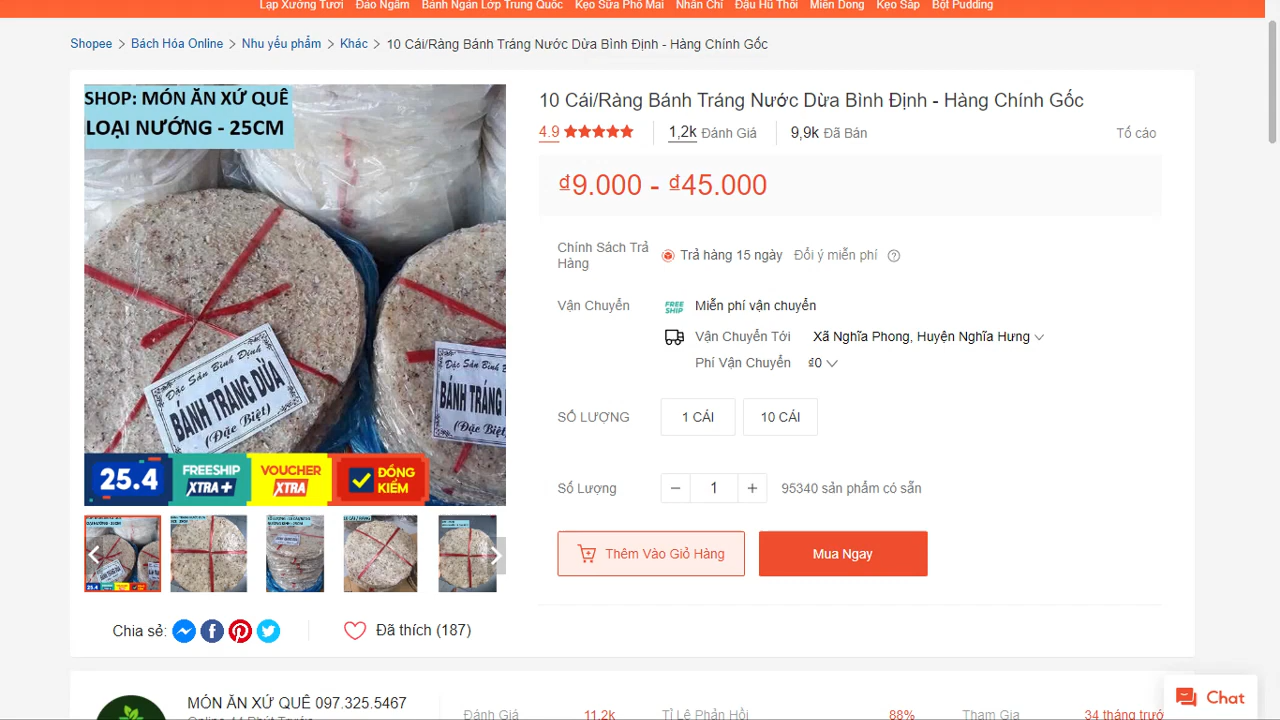 Lạp Xưởng Tươi Đào Ngâm Bánh Ngàn Lớp Trung Quốc Kẹo Sữa Phô Mai Nhân Chỉ Đậu Hũ Thối Miến Dong Kẹo Sáp Bột Pudding
Shopee > Bách Hóa Online > Nhu yếu phẩm > Khác > 10 Cái/Ràng Bánh Tráng Nước Dừa Bình Định - Hàng Chính Gốc
SHOP: MÓN ĂN XỨ QUÊ
LOẠI NƯỚNG - 25CM
Đặc Sản Bình Định
BÁNH TRÁNG DỪA
(Đặc Biệt)
BÁNH TRÁNG
(Đặc
25.4
FREESHIP
XTRA+
VOUCHER
XTRA
ĐỒNG
KIỂM
10 Cái/Ràng Bánh Tráng Nước Dừa Bình Định - Hàng Chính Gốc
4.9 1,2k Đánh Giá 9,9k Đã Bán Tố cáo
₫9.000 - ₫45.000
Chính Sách Trả
Hàng
Trả hàng 15 ngày Đổi ý miễn phí
Vận Chuyển FREE SHIP Miễn phí vận chuyển
Vận Chuyển Tới Xã Nghĩa Phong, Huyện Nghĩa Hưng
Phí Vận Chuyển ₫0
SỐ LƯỢNG 1 CÁI 10 CÁI
Số Lượng − 1 + 95340 sản phẩm có sẵn
Thêm Vào Giỏ Hàng Mua Ngay
Chia sẻ: Đã thích (187)
MÓN ĂN XỨ QUÊ 097.325.5467
Online 44 Phút Trước
Đánh Giá 11,2k Tỉ Lệ Phản Hồi 88% Tham Gia 34 tháng trướ
Chat